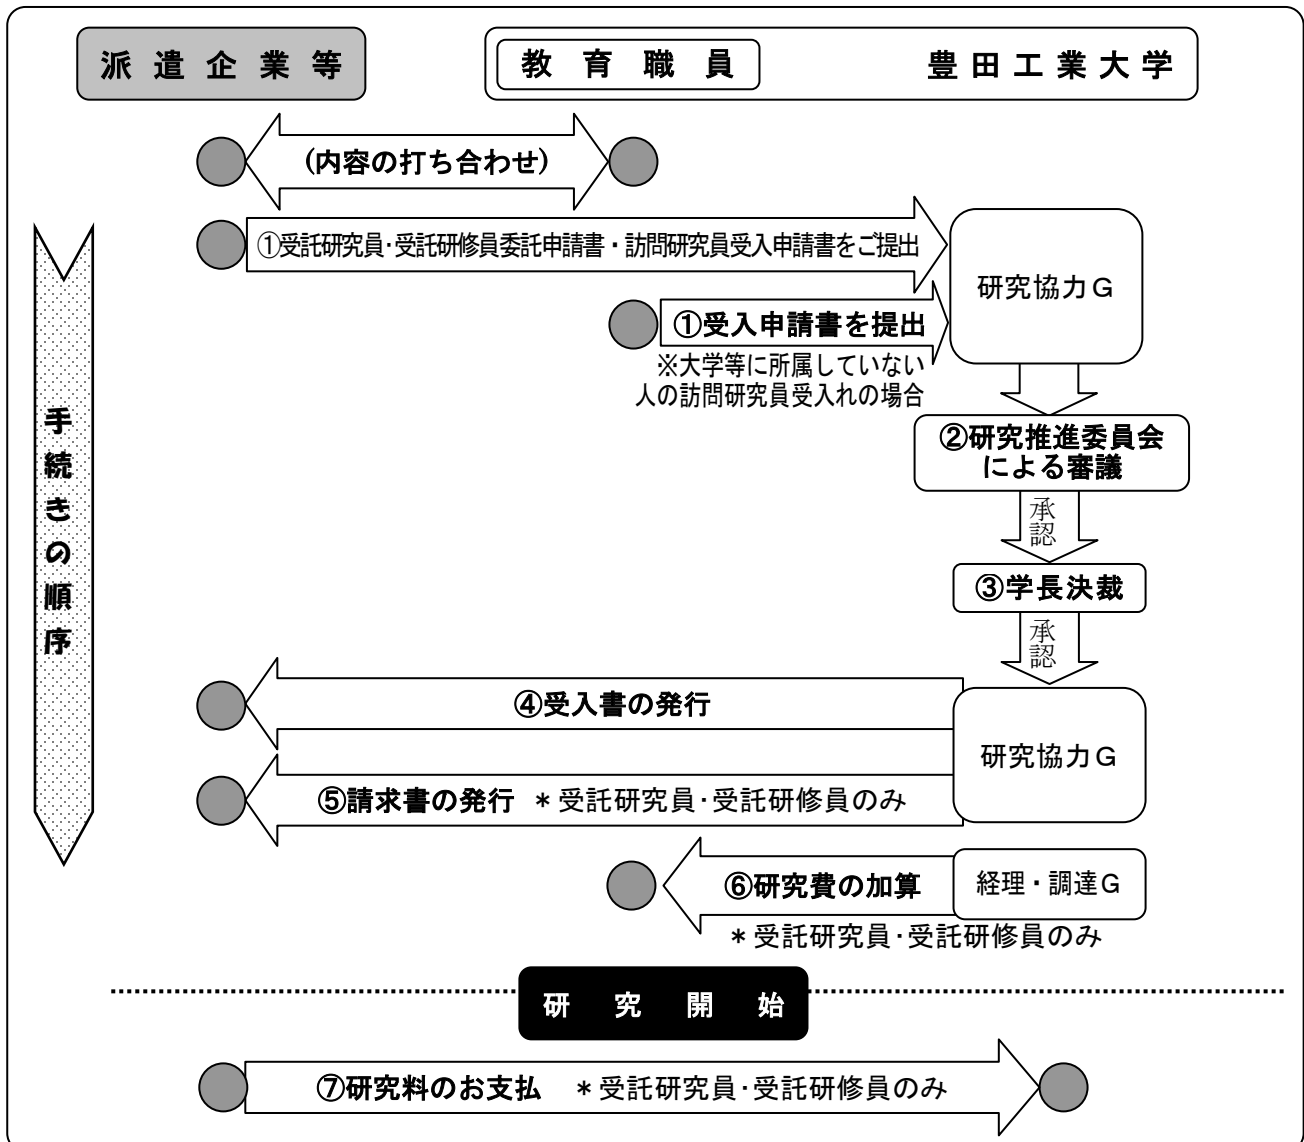 派遣企業等
教育職員
豊田工業大学
(内容の打ち合わせ)
①受託研究員・受託研修員委託申請書・訪問研究員受入申請書をご提出
研究協力G
①受入申請書を提出
※大学等に所属していない
人の訪問研究員受入れの場合
手続きの順序
②研究推進委員会
による審議
承認
③学長決裁
承認
④受入書の発行
研究協力G
⑤請求書の発行 *受託研究員・受託研修員のみ
⑥研究費の加算
経理・調達G
*受託研究員・受託研修員のみ
研究開始
⑦研究料のお支払 *受託研究員・受託研修員のみ